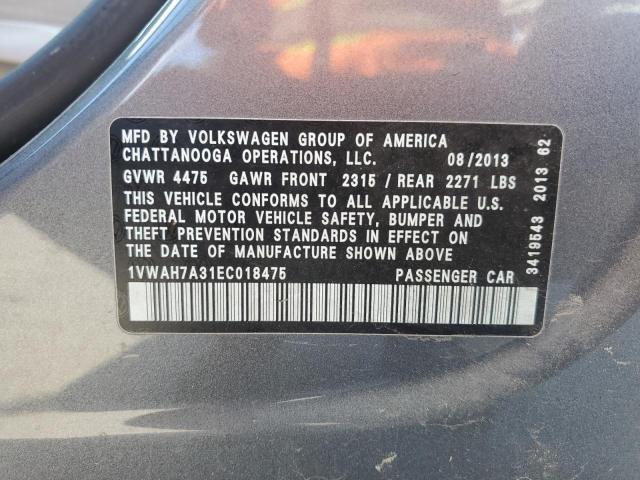 MFD BY VOLKSWAGEN GROUP OF AMERICA
CHATTANOOGA OPERATIONS, LLC. 08/2013
GVWR 4475 GAWR FRONT 2315 / REAR 2271 LBS
THIS VEHICLE CONFORMS TO ALL APPLICABLE U.S.
FEDERAL MOTOR VEHICLE SAFETY, BUMPER AND
THEFT PREVENTION STANDARDS IN EFFECT ON
THE DATE OF MANUFACTURE SHOWN ABOVE
1VWAH7A31EC018475 PASSENGER CAR
3419543 2013 62